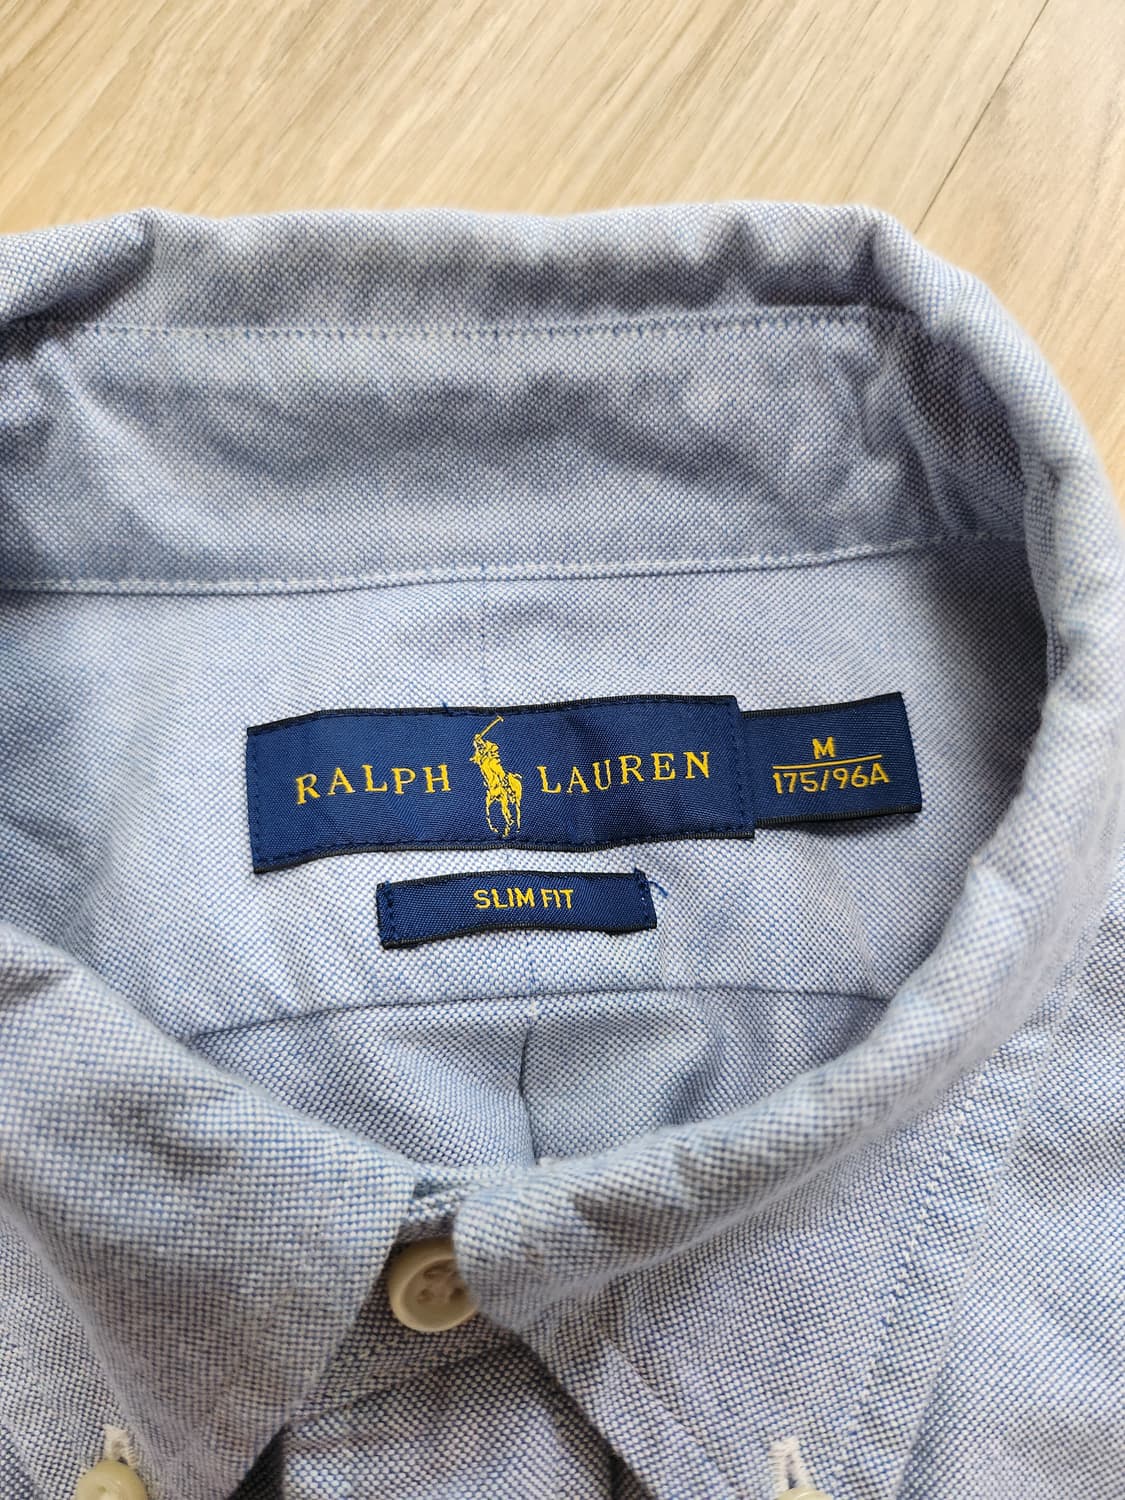 RALPH LAUREN
M
175/96A
SLIM FIT